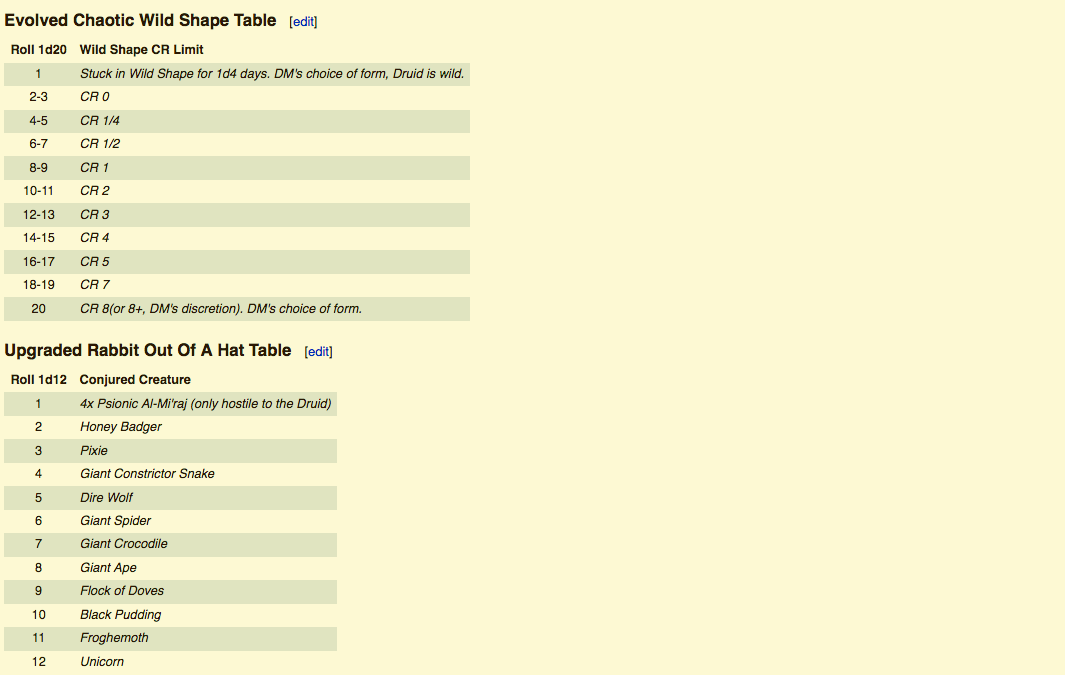 Evolved Chaotic Wild Shape Table [edit]
Roll 1d20 Wild Shape CR Limit
1 Stuck in Wild Shape for 1d4 days. DM's choice of form, Druid is wild.
2-3 CR 0
4-5 CR 1/4
6-7 CR 1/2
8-9 CR 1
10-11 CR 2
12-13 CR 3
14-15 CR 4
16-17 CR 5
18-19 CR 7
20 CR 8(or 8+, DM's discretion). DM's choice of form.
Upgraded Rabbit Out Of A Hat Table [edit]
Roll 1d12 Conjured Creature
1 4x Psionic Al-Mi'raj (only hostile to the Druid)
2 Honey Badger
3 Pixie
4 Giant Constrictor Snake
5 Dire Wolf
6 Giant Spider
7 Giant Crocodile
8 Giant Ape
9 Flock of Doves
10 Black Pudding
11 Froghemoth
12 Unicorn